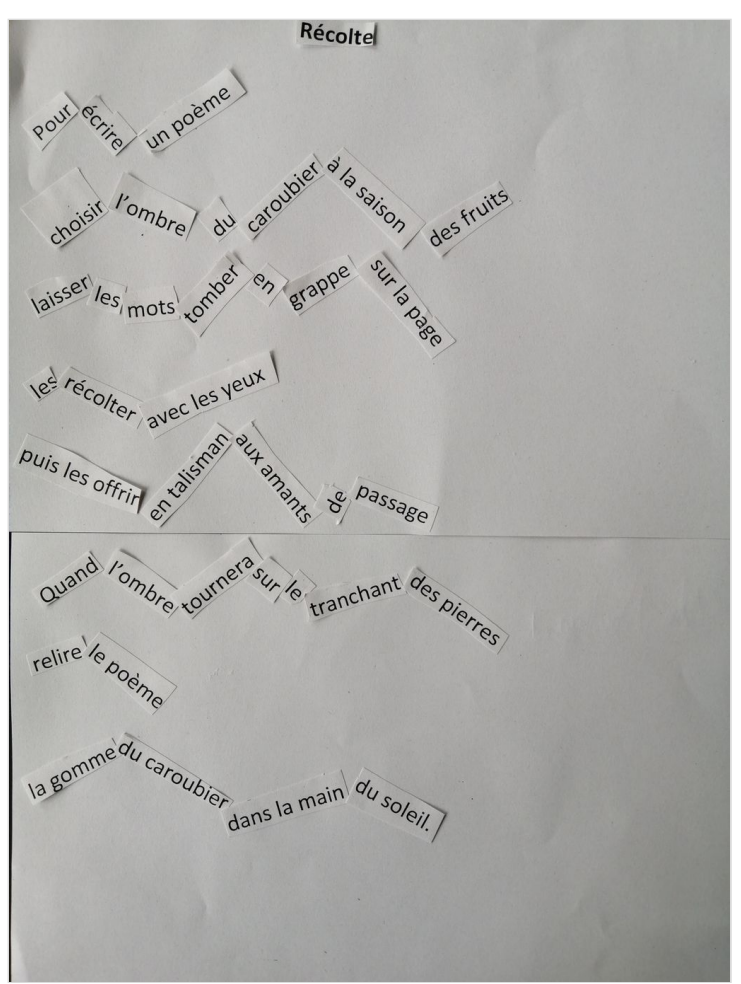 Récolte
Pour écrire un poème
choisir l'ombre du caroubier à la saison des fruits
laisser les mots tomber en grappe sur la page
les récolter avec les yeux
puis les offrir en talisman aux amants de passage
Quand l'ombre tournera sur le tranchant des pierres
relire le poème
la gomme du caroubier dans la main du soleil.